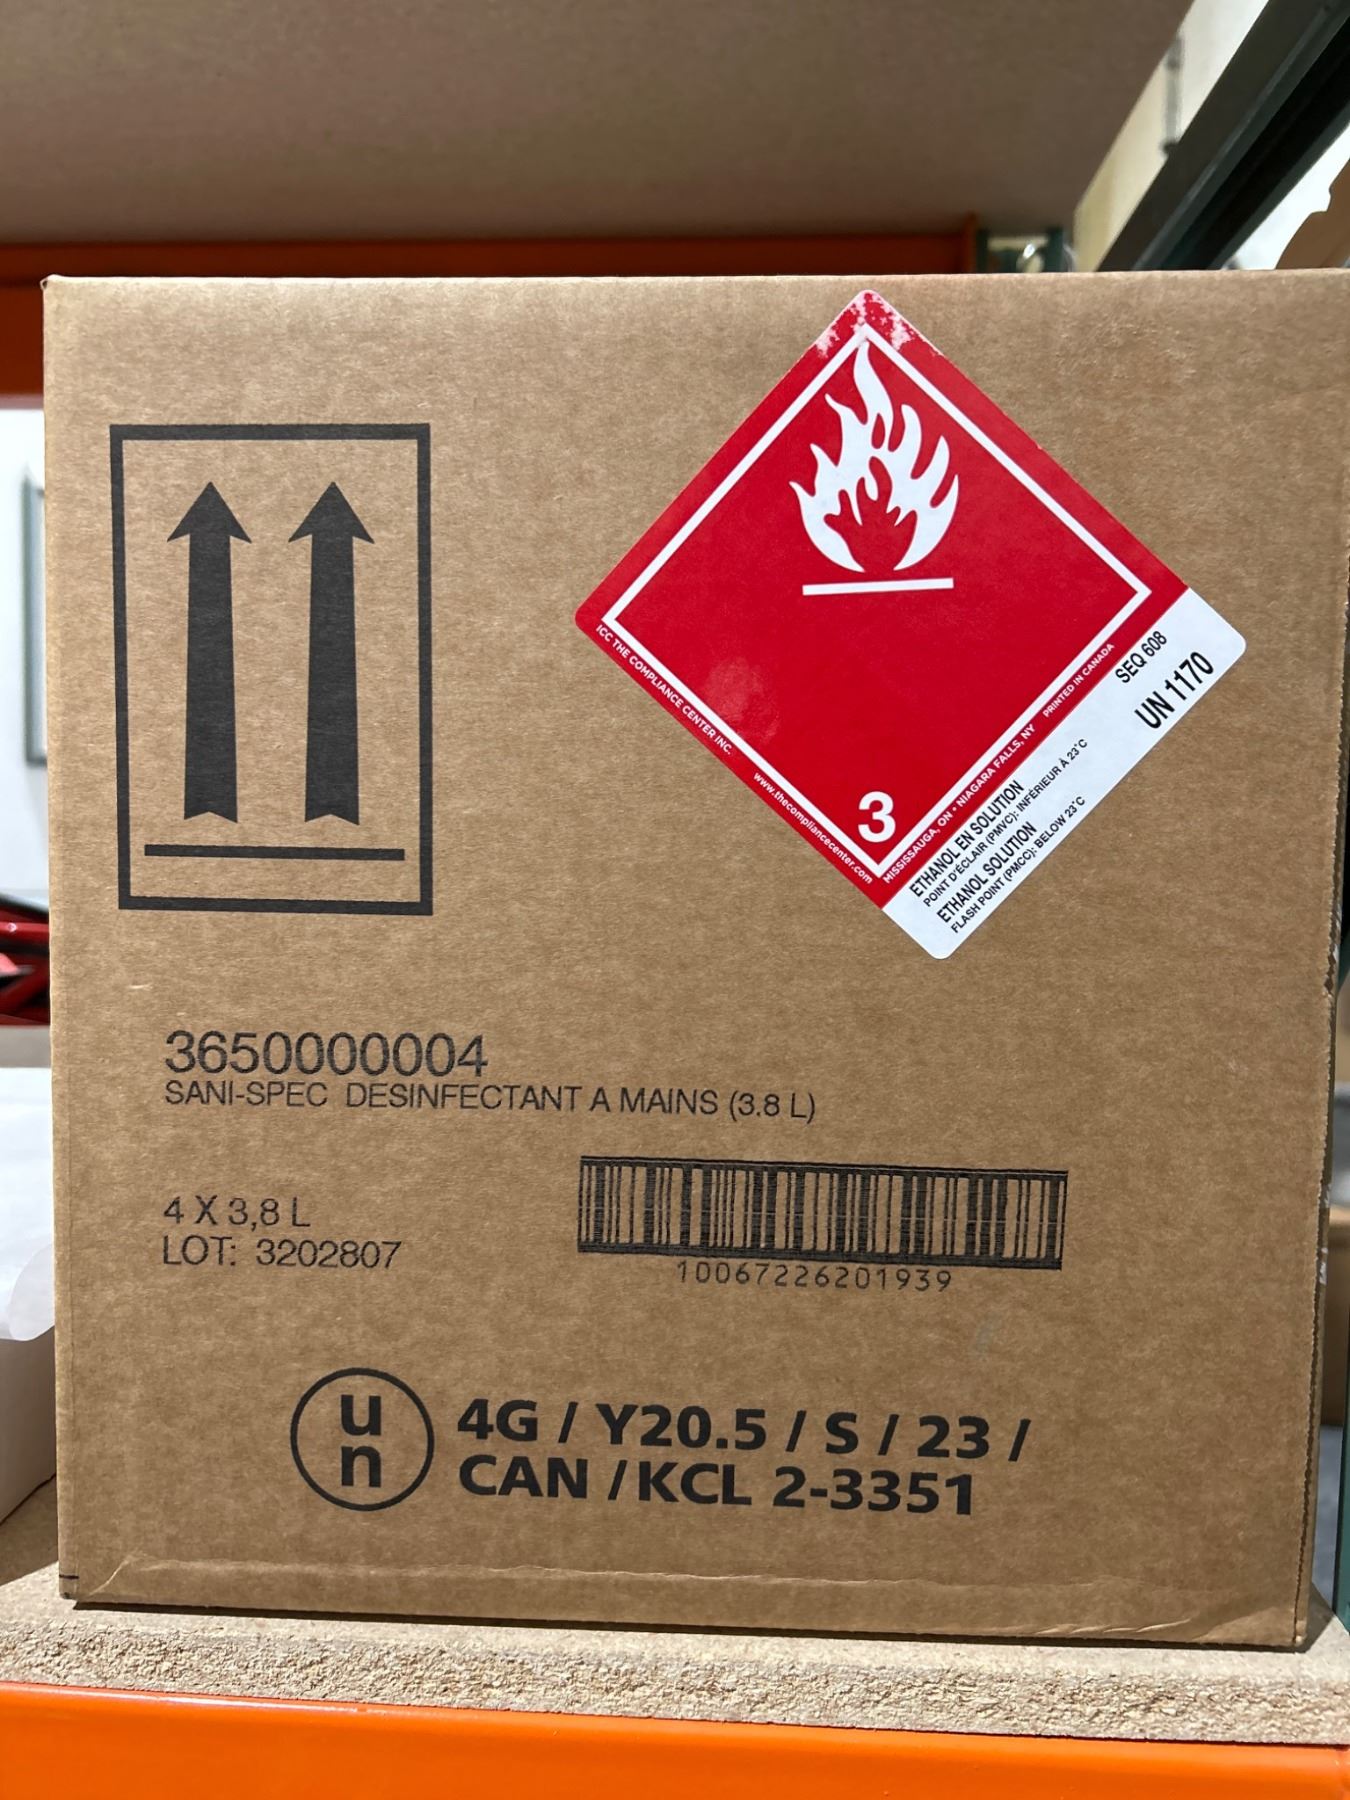 ICC THE COMPLIANCE CENTER INC.
www.thecompliancecenter.com
3
MISSISSAUGA, ON • NIAGARA FALLS, NY
PRINTED IN CANADA
SEQ 608
UN 1170
ETHANOL EN SOLUTION
POINT D'ÉCLAIR (PMVC): INFÉRIEUR À 23°C
ETHANOL SOLUTION
FLASH POINT (PMCC): BELOW 23°C
3650000004
SANI-SPEC DESINFECTANT A MAINS (3.8 L)
4 X 3,8 L
LOT: 3202807
10067226201939
un
4G / Y20.5 / S / 23 /
CAN / KCL 2-3351